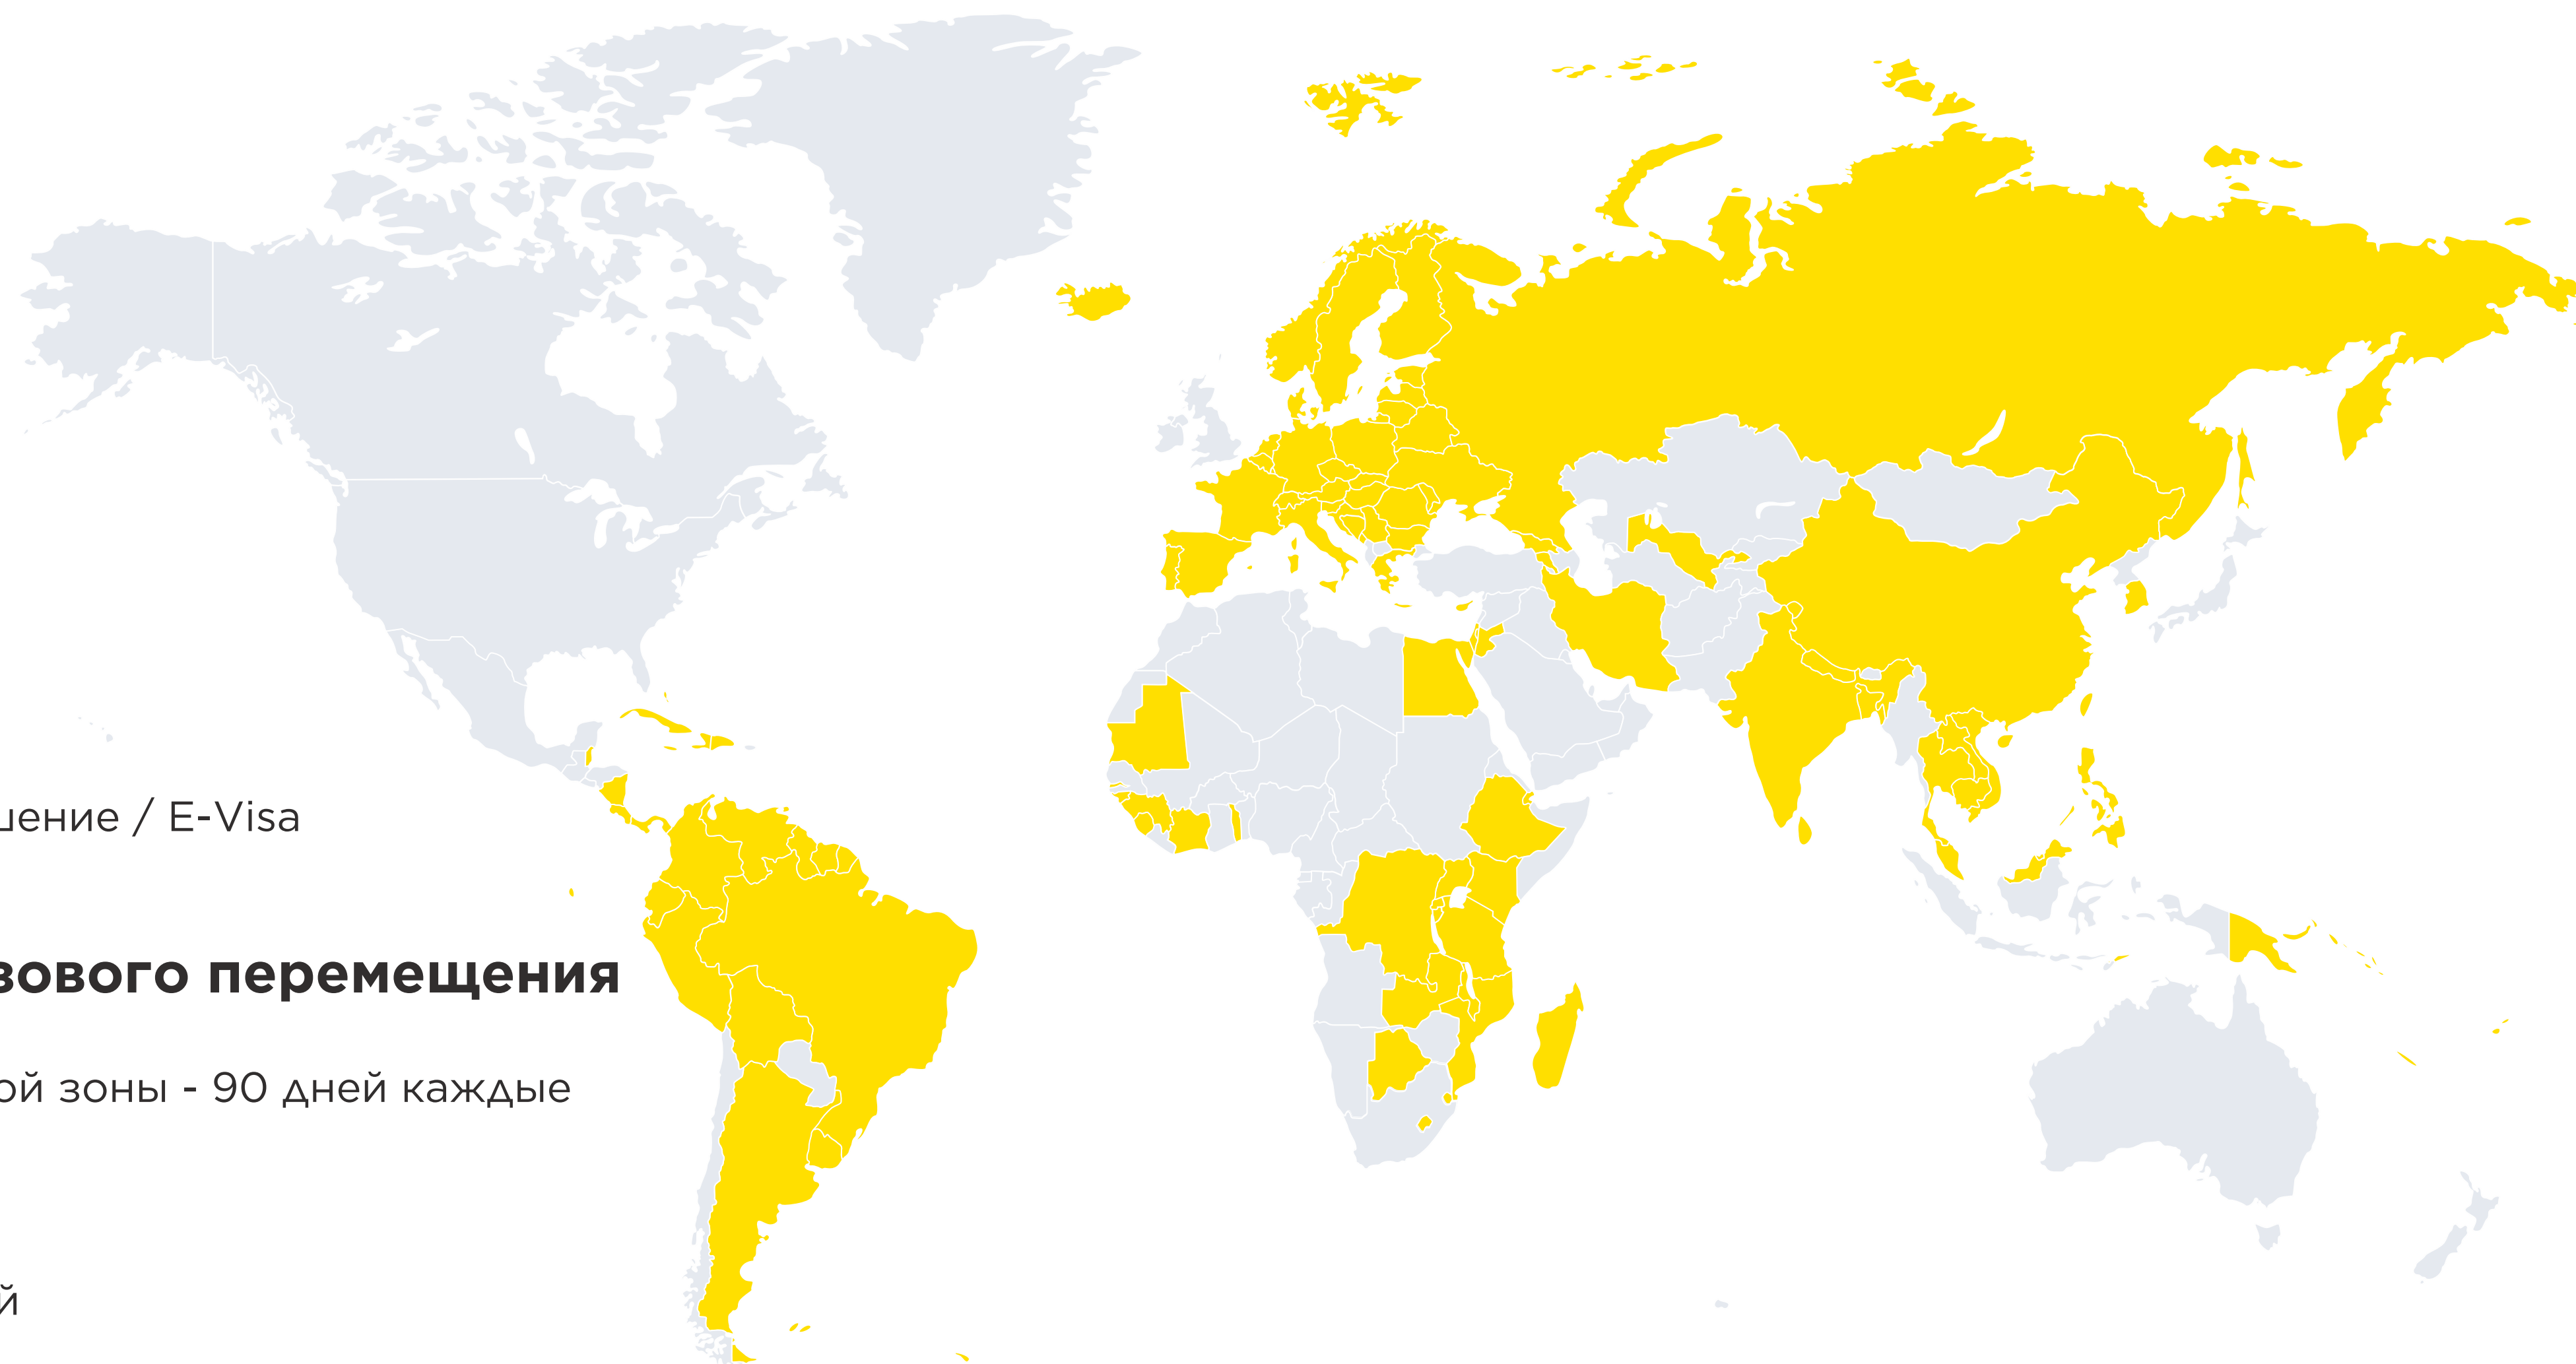 шение / E-Visa
зового перемещения
ой зоны - 90 дней каждые
й